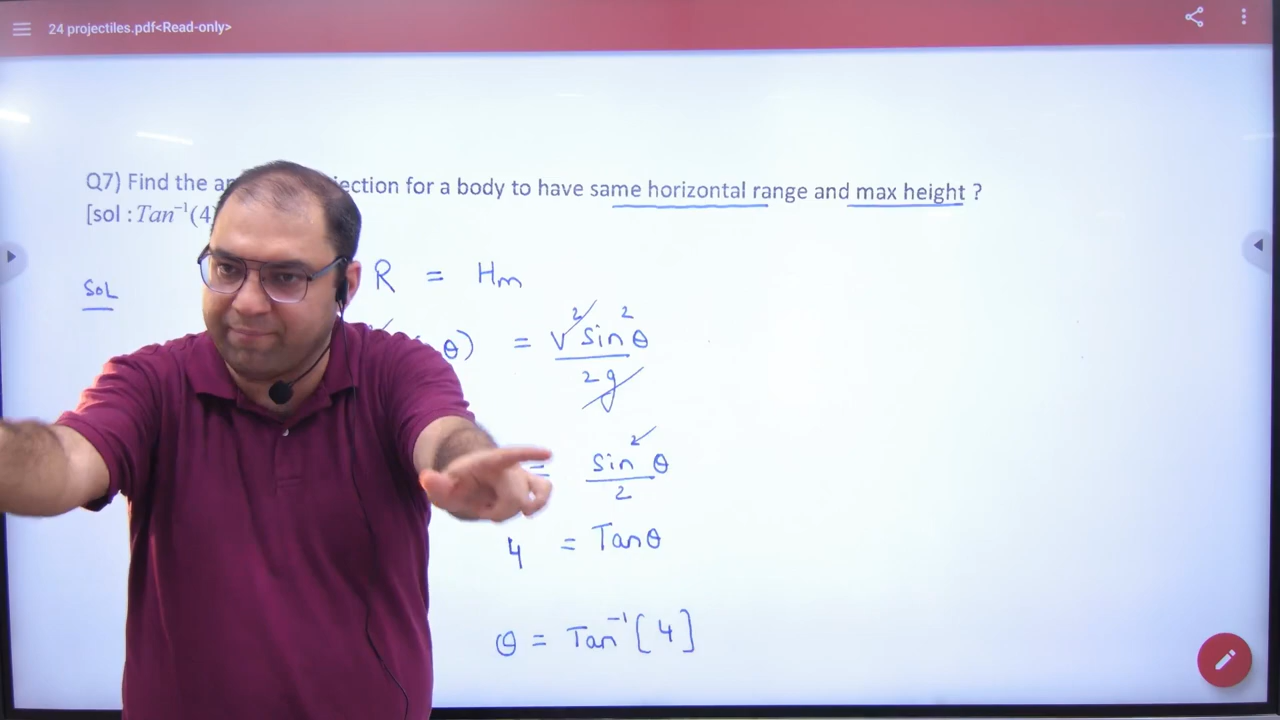 24 projectiles.pdf<Read-only>
Q7) Find the jection for a body to have same horizontal range and max height ?
[sol : Tan⁻¹(4
SOL
R = Hm
θ) = v² sin² θ / 2g
= sin² θ / 2
4 = Tanθ
θ = Tan⁻¹[4]